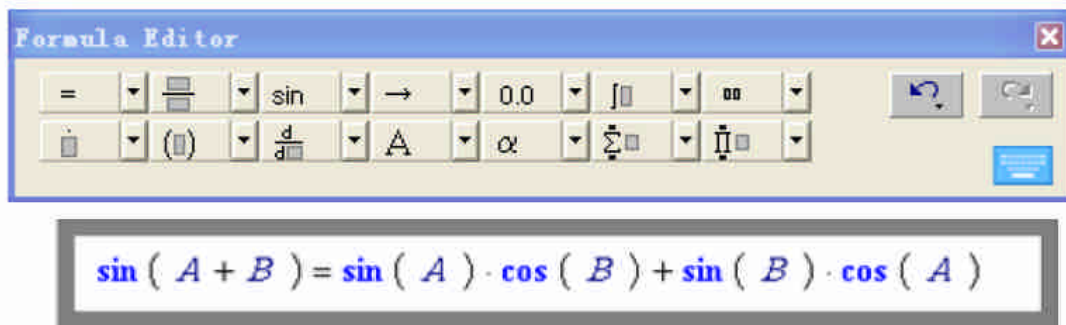 Formula Editor
= sin → 0.0 ∫
( ) d/d A α Σ Π
sin ( A + B ) = sin ( A ) · cos ( B ) + sin ( B ) · cos ( A )